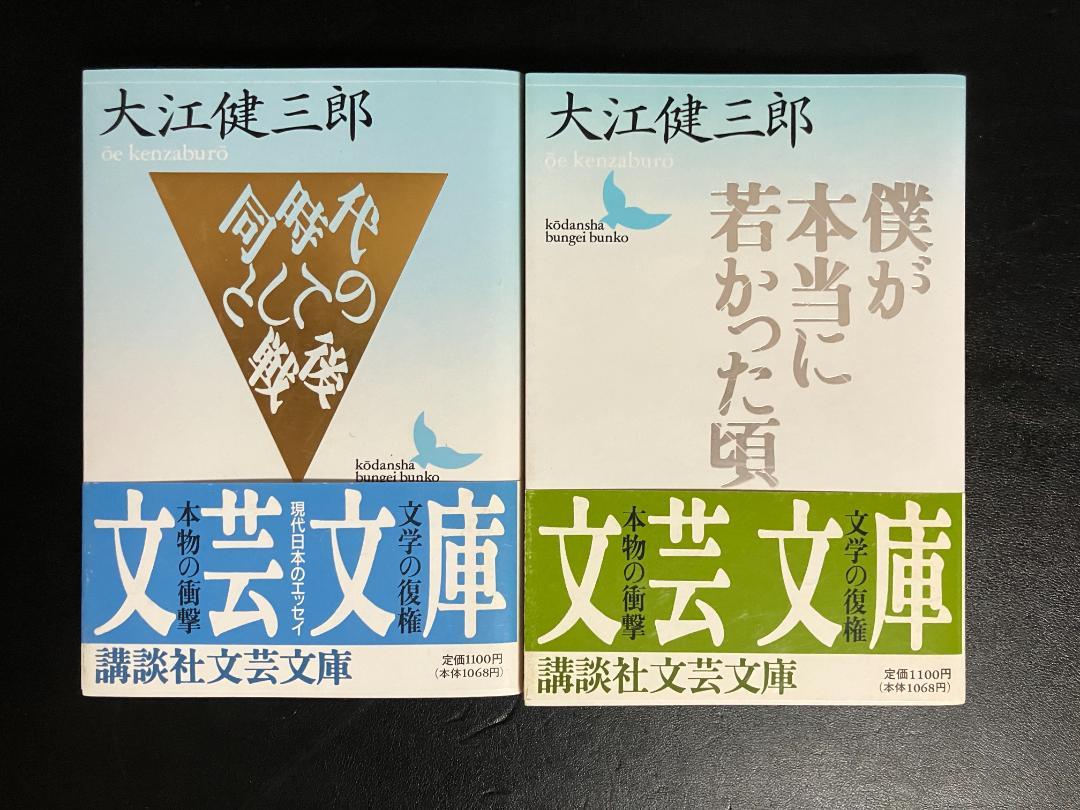 大江健三郎
ōe kenzaburō
同時代
としての
戦後
kōdansha
bungei bunko
文芸文庫
文学の復権
現代日本のエッセイ
本物の衝撃
講談社文芸文庫
定価1100円
(本体1068円)
大江健三郎
ōe kenzaburō
僕が
本当に
若かった頃
kōdansha
bungei bunko
文芸文庫
文学の復権
本物の衝撃
講談社文芸文庫
定価1100円
(本体1068円)